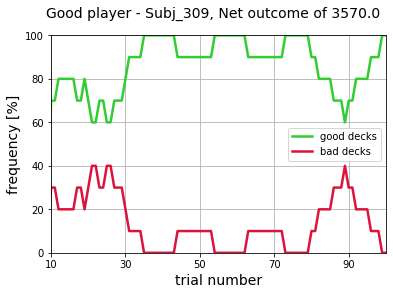 Good player - Subj_309, Net outcome of 3570.0
100
80
60
40
20
0
frequency [%]
good decks
bad decks
10 30 50 70 90
trial number